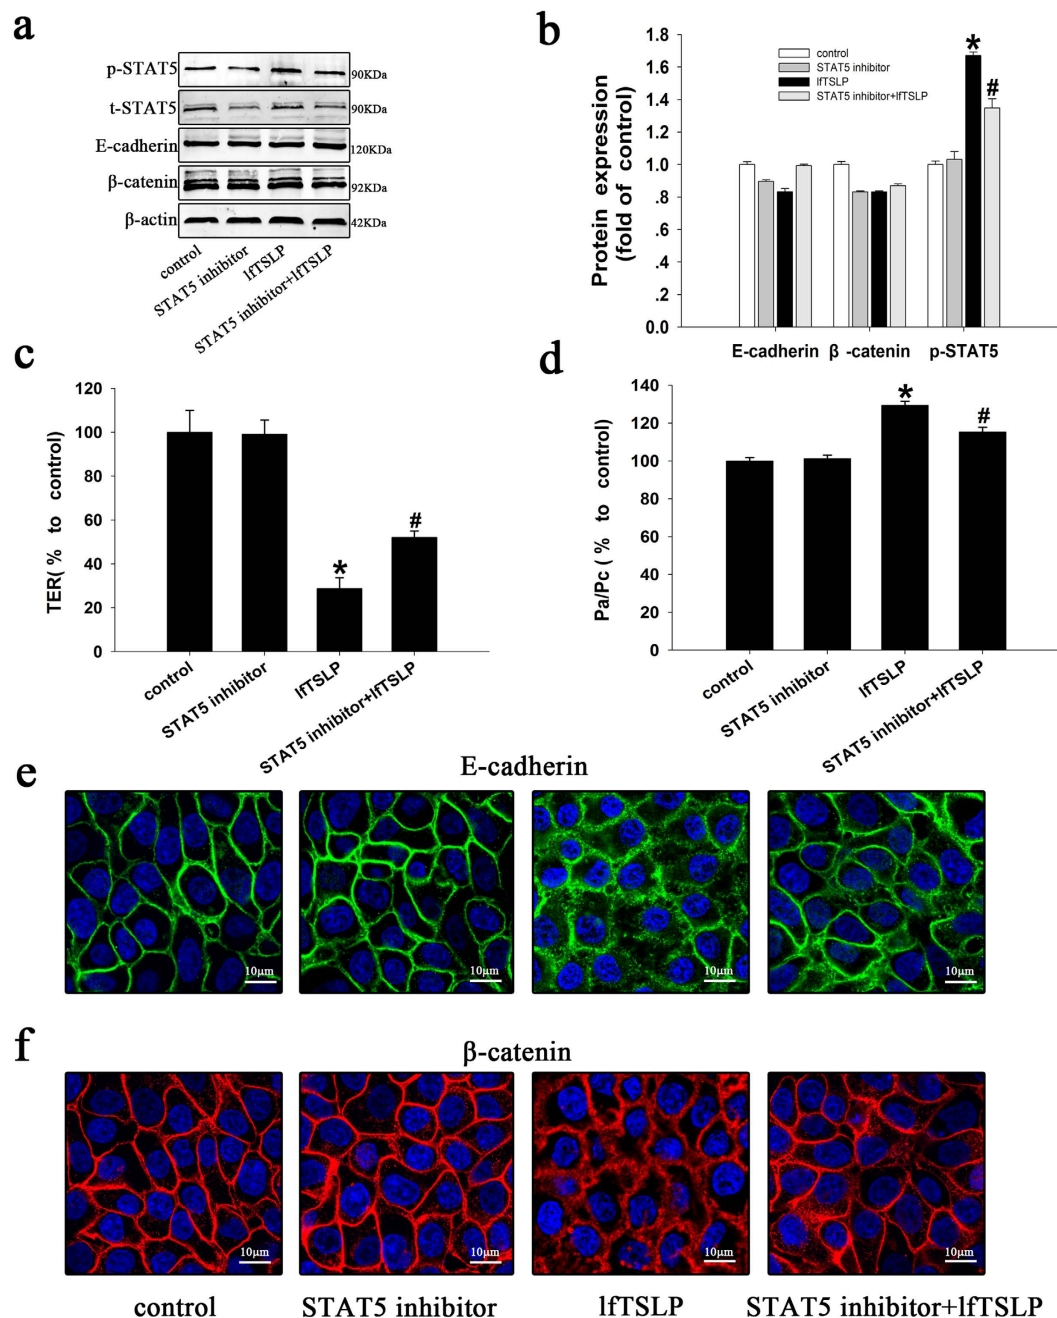 a
p-STAT5
90KDa
t-STAT5
90KDa
E-cadherin
120KDa
β-catenin
92KDa
β-actin
42KDa
control
STAT5 inhibitor
lfTSLP
STAT5 inhibitor+lfTSLP
b
Protein expression
(fold of control)
1.8
1.6
1.4
1.2
1.0
.8
.6
.4
.2
0.0
control
STAT5 inhibitor
lfTSLP
STAT5 inhibitor+lfTSLP
*
#
E-cadherin
β -catenin
p-STAT5
c
TER( % to control)
120
100
80
60
40
20
0
*
#
control
STAT5 inhibitor
lfTSLP
STAT5 inhibitor+lfTSLP
d
Pa/Pc ( % to control)
140
120
100
80
60
40
20
0
*
#
control
STAT5 inhibitor
lfTSLP
STAT5 inhibitor+lfTSLP
e
E-cadherin
10μm
10μm
10μm
10μm
f
β-catenin
10μm
10μm
10μm
10μm
control
STAT5 inhibitor
lfTSLP
STAT5 inhibitor+lfTSLP